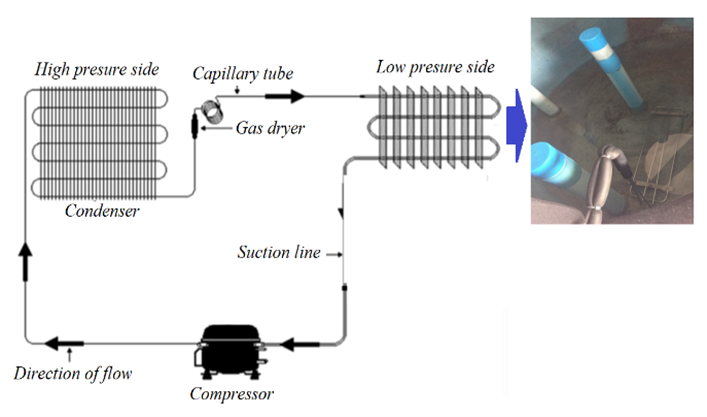 High presure side
Capillary tube
Low presure side
Gas dryer
Condenser
Suction line
Direction of flow
Compressor